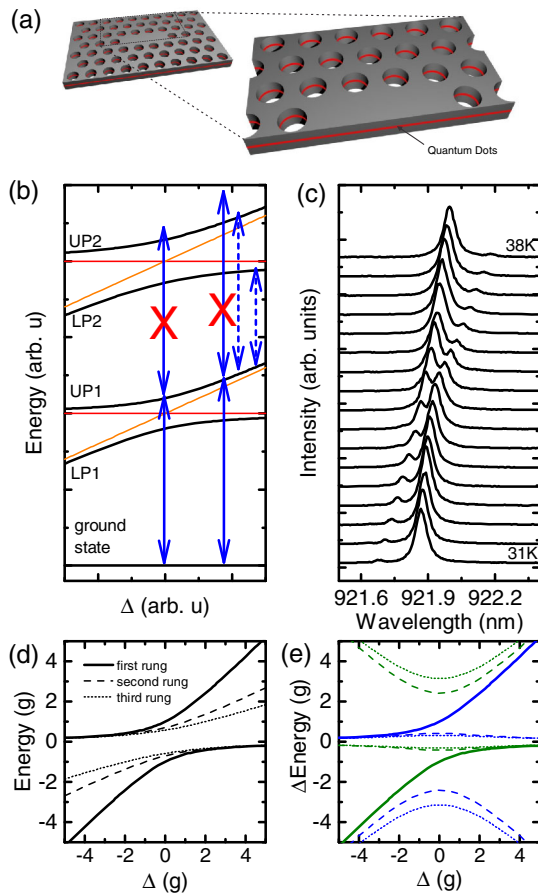 (a)
Quantum Dots
(b)
UP2
LP2
X
X
UP1
LP1
ground
state
Energy (arb. u)
Δ (arb. u)
(c)
38K
31K
Intensity (arb. units)
921.6 921.9 922.2
Wavelength (nm)
(d)
first rung
second rung
third rung
4
2
0
-2
-4
Energy (g)
-4 -2 0 2 4
Δ (g)
(e)
4
2
0
-2
-4
ΔEnergy (g)
-4 -2 0 2 4
Δ (g)